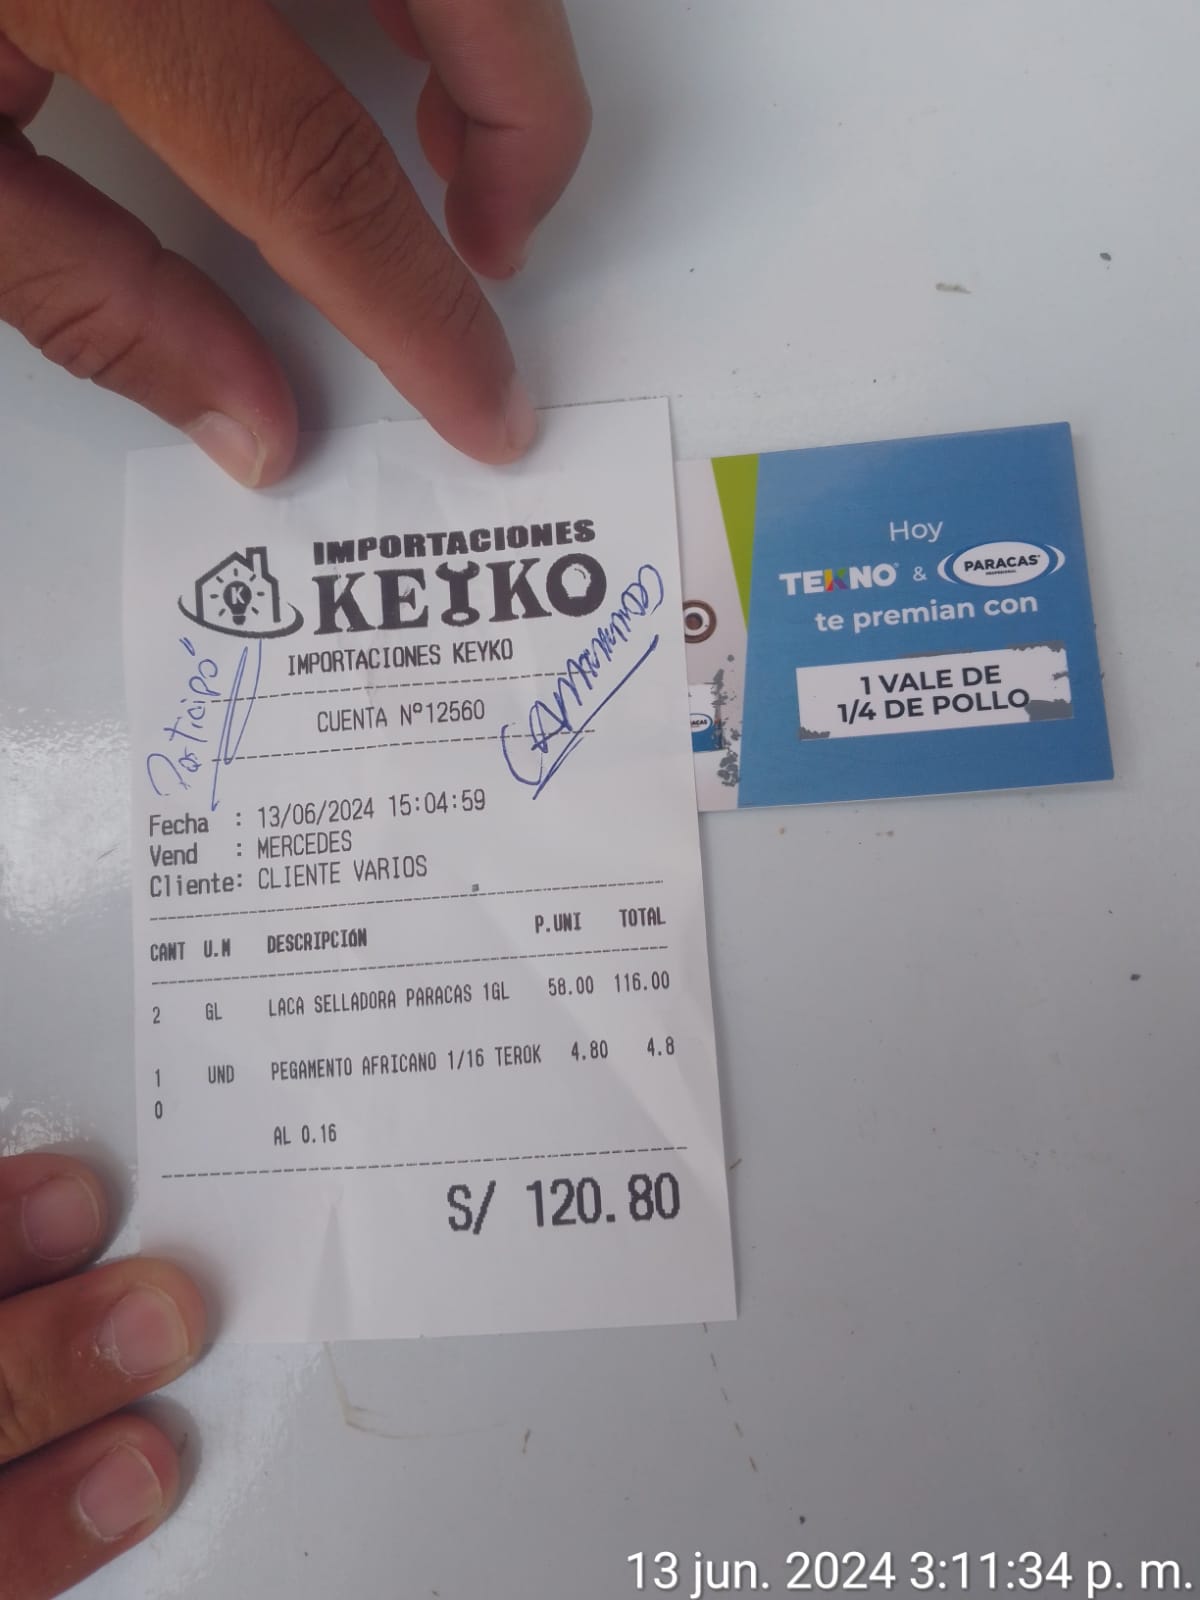 IMPORTACIONES
KEYKO
IMPORTACIONES KEYKO
"Participo"
CUENTA Nº12560
Fecha : 13/06/2024 15:04:59
Vend : MERCEDES
Cliente: CLIENTE VARIOS
CANT U.M DESCRIPCION P.UNI TOTAL
2 GL LACA SELLADORA PARACAS 1GL 58.00 116.00
1 UND PEGAMENTO AFRICANO 1/16 TEROK 4.80 4.8
0
AL 0.16
S/ 120.80
Hoy
TEKNO & PARACAS
te premian con
1 VALE DE
1/4 DE POLLO
13 jun. 2024 3:11:34 p. m.